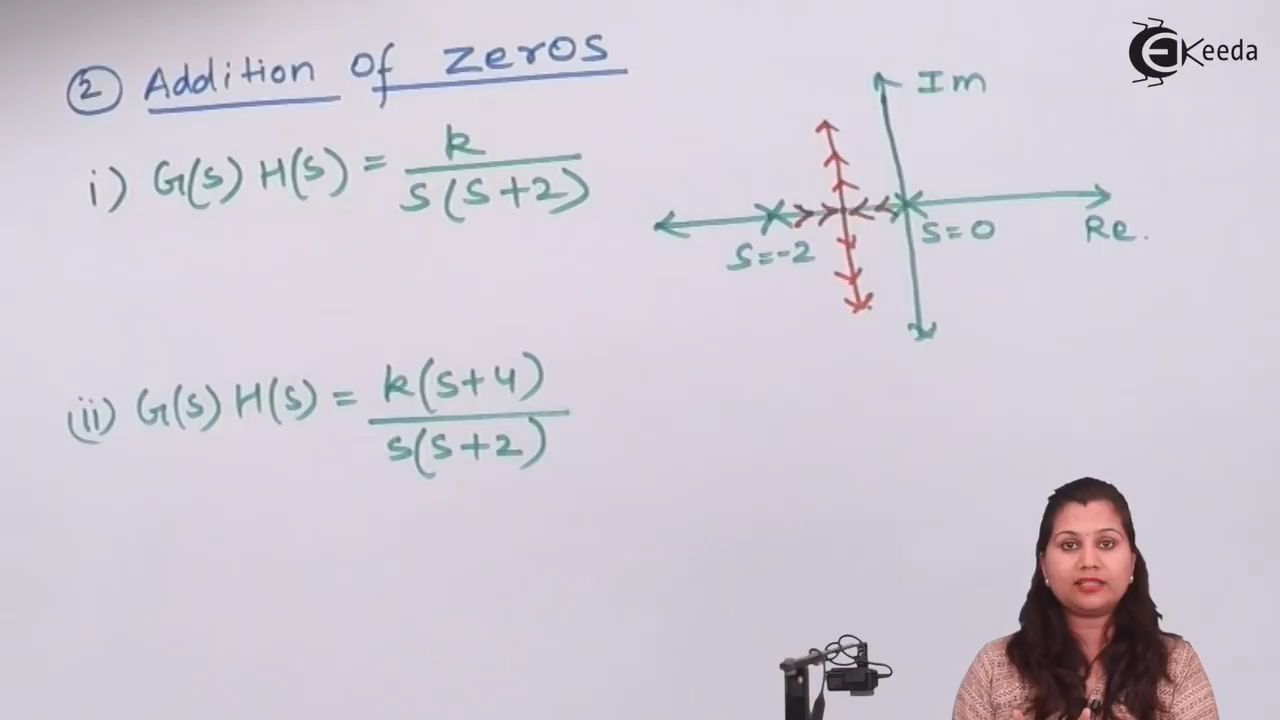 ② Addition of zeros
i) G(s) H(s) = k / s(s+2)
Im
s=-2
s=0
Re.
(ii) G(s) H(s) = k(s+4) / s(s+2)
EKeeda